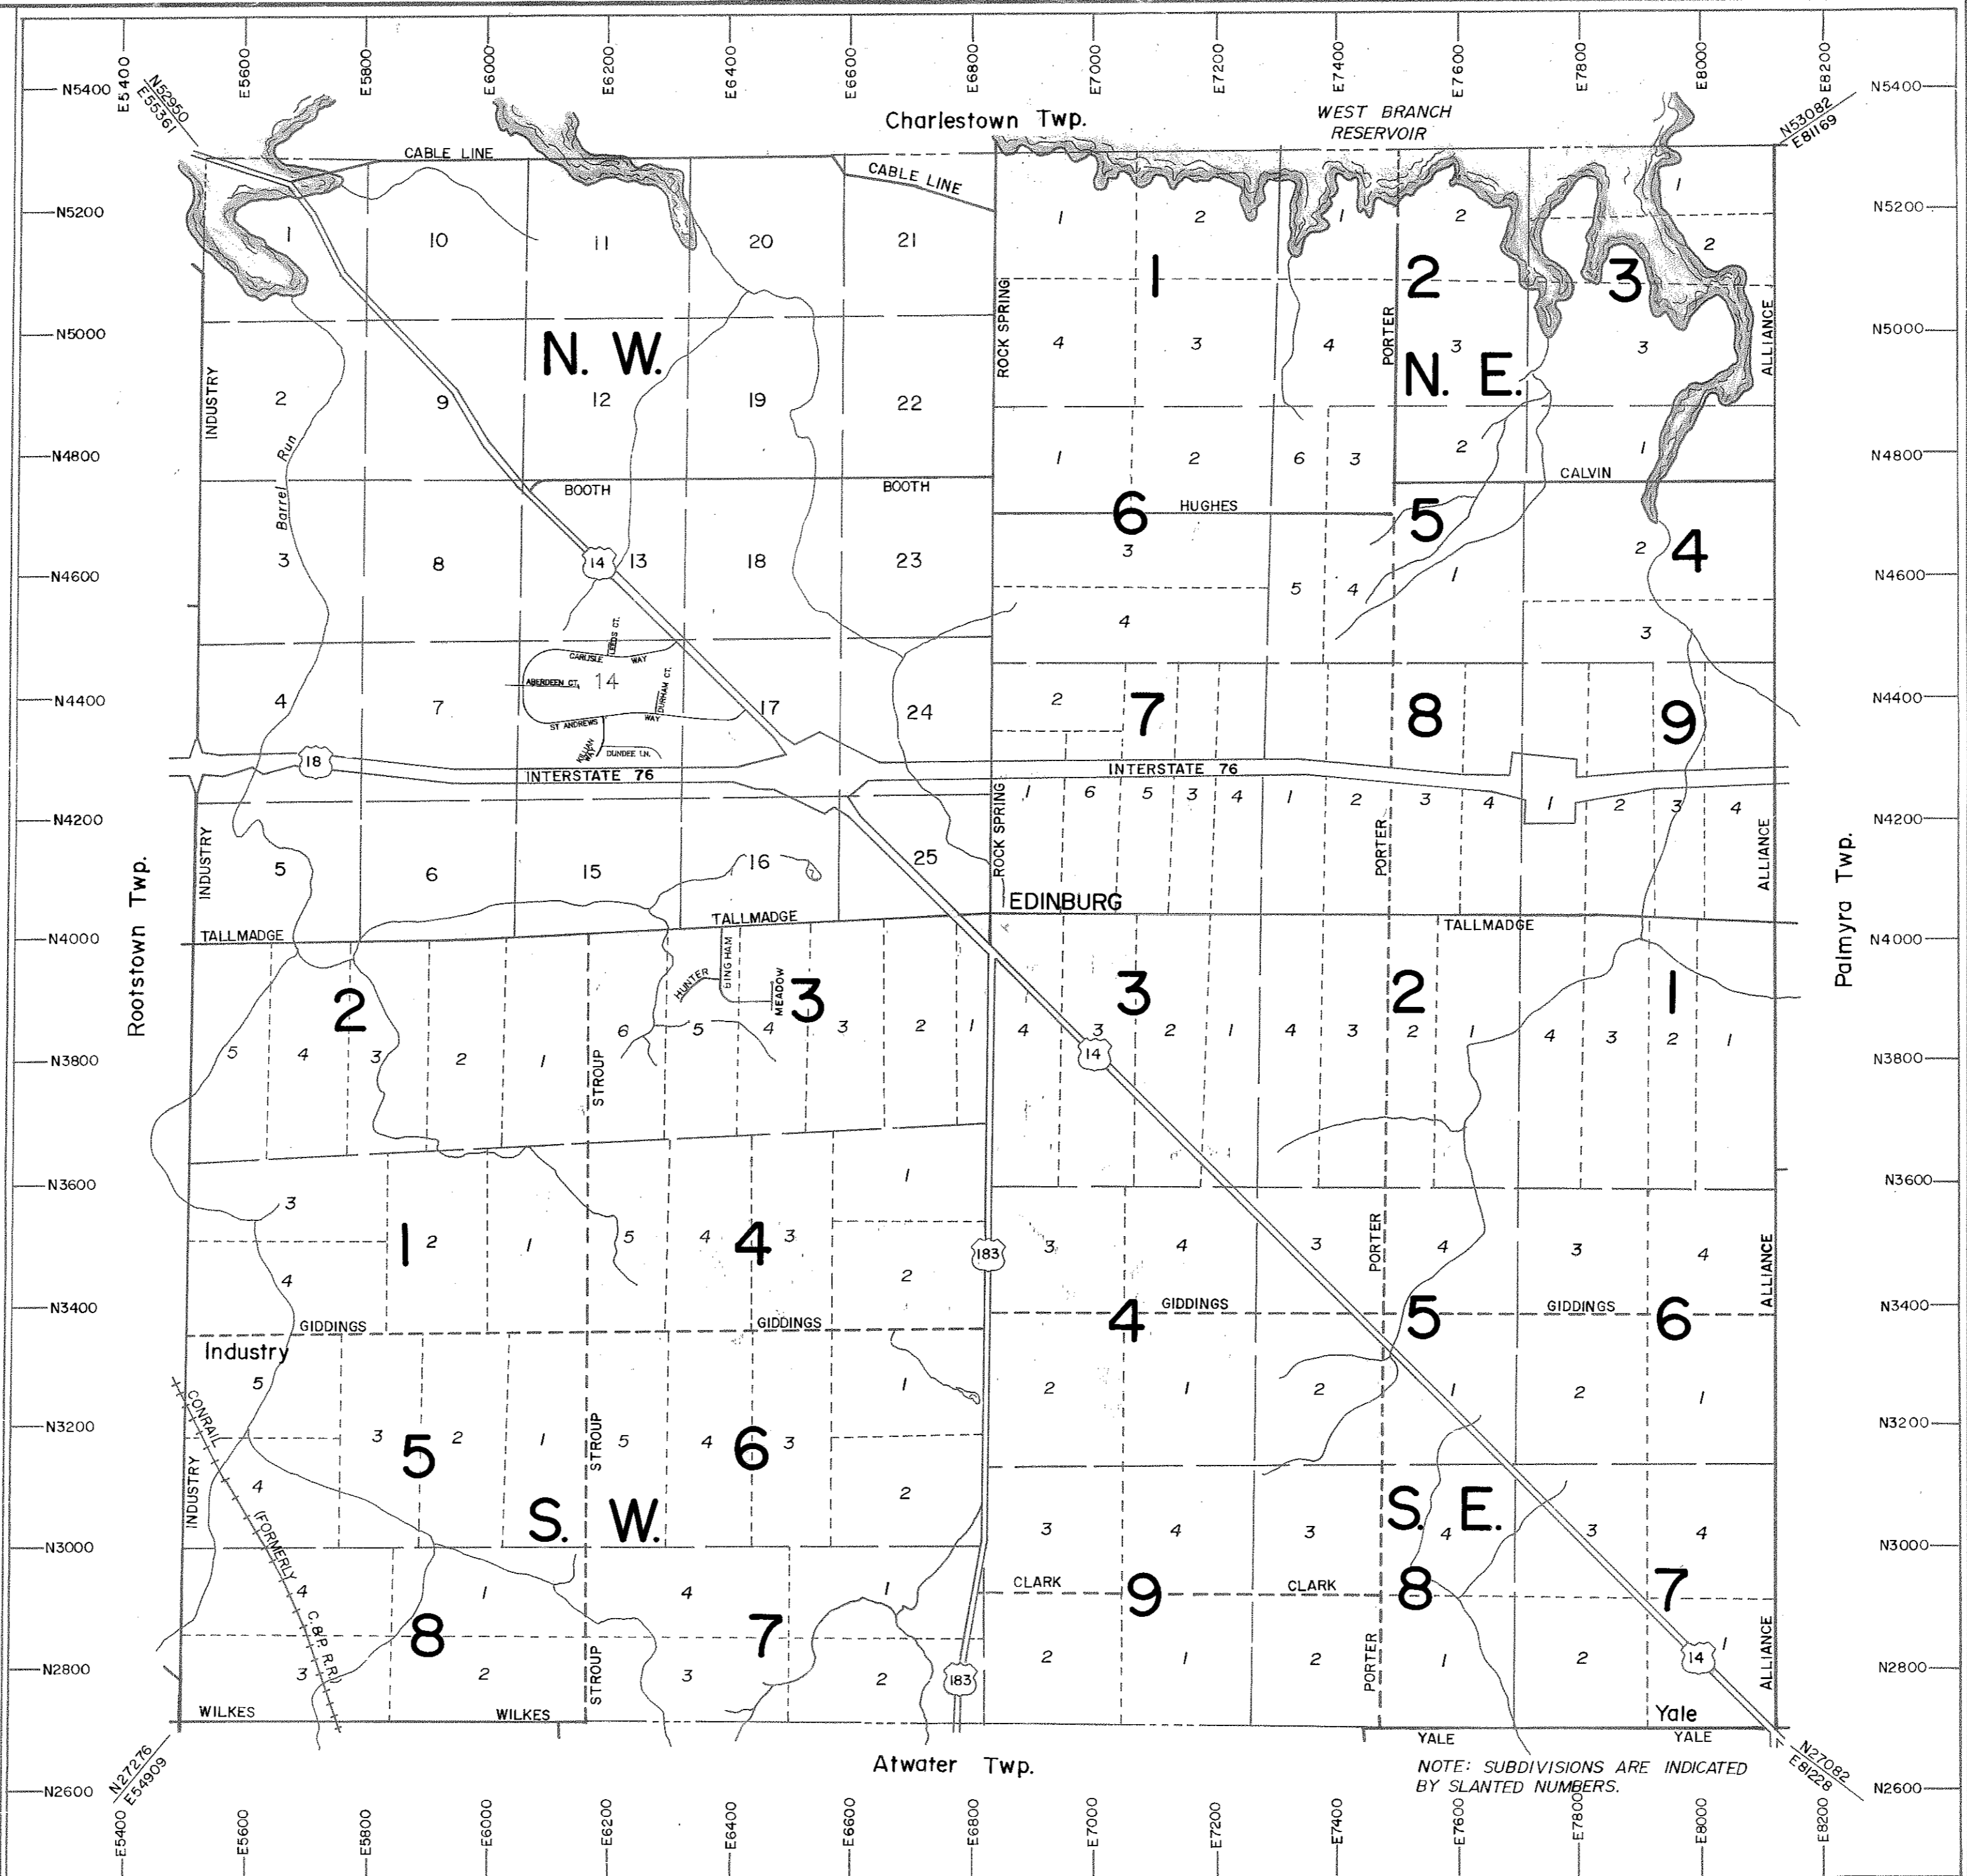 E5400 E5600 E5800 E6000 E6200 E6400 E6600 E6800 E7000 E7200 E7400 E7600 E7800 E8000 E8200
N5400 N5400
N52950
E55361
Charlestown Twp.
WEST BRANCH
RESERVOIR
N53082
E81169
CABLE LINE
CABLE LINE
N5200 N5200
1 10 11 20 21
1 2 1 2 1 2
1 2 3
ROCK SPRING
PORTER
ALLIANCE
N5000 N5000
N. W.
N. E.
4 3 4 3 3
INDUSTRY
2 9 12 19 22
Barrel Run
N4800 N4800
1 2 6 3 2 1
CALVIN
BOOTH BOOTH
HUGHES
6 5 4
3 8 14 13 18 23
3 2
N4600 N4600
5 4 1
4 3
LEEDS CT.
CARLISLE WAY
ABERDEEN CT.
14
DURHAM CT.
ST ANDREWS WAY
KILIAN WAY
DUNDEE LN.
N4400 N4400
4 7 17 24
2 7 8 9
18
INTERSTATE 76
INTERSTATE 76
1 6 5 3 4 1 2 3 4 1 2 3 4
N4200 N4200
INDUSTRY
ROCK SPRING
PORTER
ALLIANCE
Rootstown Twp.
Palmyra Twp.
5 6 15 16 25
EDINBURG
TALLMADGE
TALLMADGE
TALLMADGE
N4000 N4000
HUNTER
BINGHAM
MEADOW
2 3 3 2 1
5 4 3 2 1 6 5 4 3 2 1
4 3 2 1 4 3 2 1 4 3 2 1
14
STROUP
N3800 N3800
N3600 N3600
3 1
1 2 1 5 4 4 3
183
3 4 3 4 3 4
PORTER
ALLIANCE
4 2
N3400 N3400
GIDDINGS GIDDINGS
GIDDINGS GIDDINGS
4 5 6
Industry
5 1
2 1 2 1 2 1
CONRAIL
(FORMERLY C.&P. R.R.)
N3200 N3200
INDUSTRY
3 5 2 1
STROUP
5 4 6 3
4 2
S. W.
S. E.
3 4 3 4 3 4
N3000 N3000
CLARK CLARK
9 8 7
4 1 4 1
8 7
3 2 3 2
STROUP
183
2 1 2 1 2 1
PORTER
14
ALLIANCE
N2800 N2800
WILKES WILKES
Yale
YALE YALE
N27276
E54909
Atwater Twp.
NOTE: SUBDIVISIONS ARE INDICATED
BY SLANTED NUMBERS.
N27082
E81228
N2600 N2600
E5400 E5600 E5800 E6000 E6200 E6400 E6600 E6800 E7000 E7200 E7400 E7600 E7800 E8000 E8200